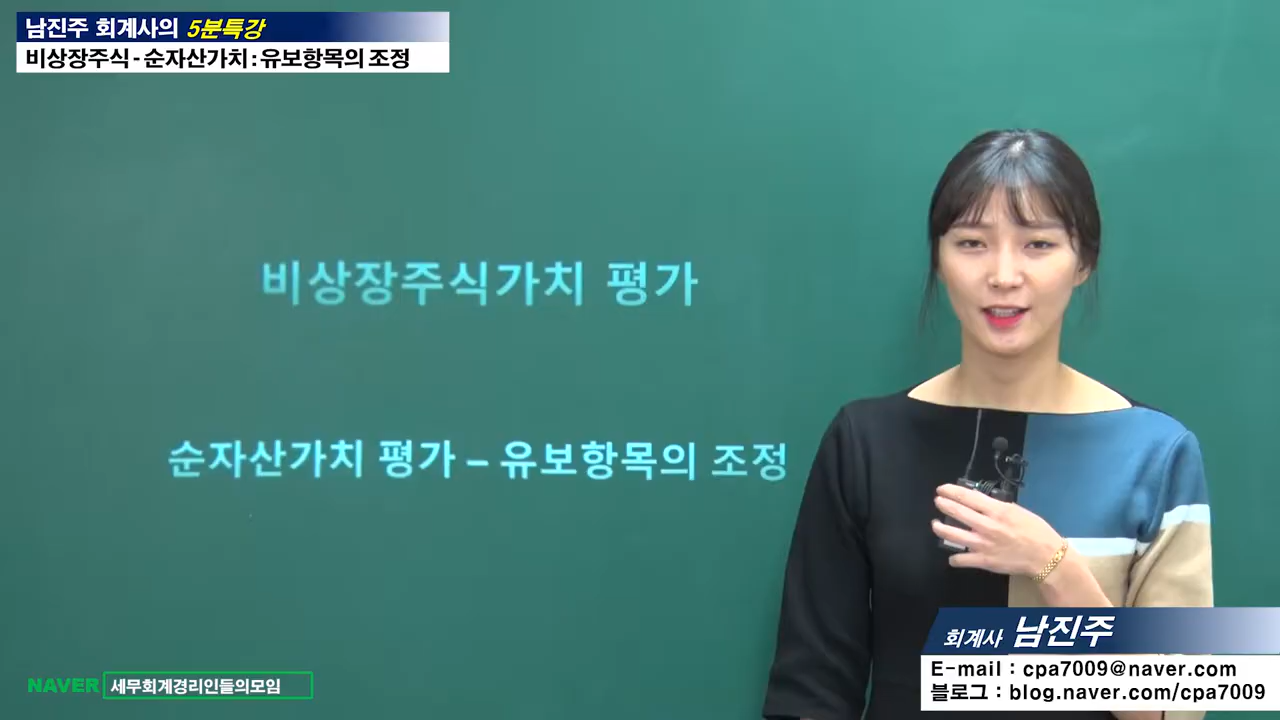 남진주 회계사의 5분특강
비상장주식 - 순자산가치 : 유보항목의 조정
비상장주식가치 평가
순자산가치 평가 – 유보항목의 조정
회계사 남진주
E-mail : cpa7009@naver.com
블로그 : blog.naver.com/cpa7009
NAVER 세무회계경리인들의모임